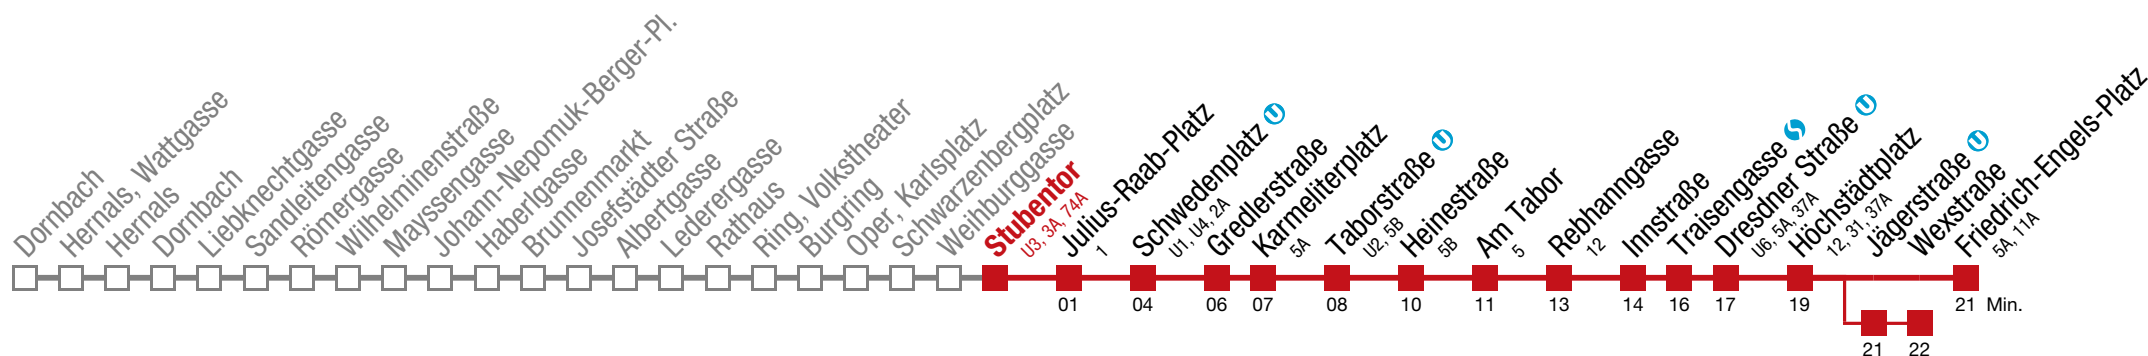 Dornbach
Hernals, Wattgasse
Hernals
Dornbach
Liebknechtgasse
Sandleitengasse
Römergasse
Wilhelminenstraße
Mayssengasse
Johann-Nepomuk-Berger-Pl.
Haberlgasse
Brunnenmarkt
Josefstädter Straße
Albertgasse
Lederergasse
Rathaus
Ring, Volkstheater
Burgring
Oper, Karlsplatz
Schwarzenbergplatz
Weihburggasse
Stubentor
U3, 3A, 74A
Julius-Raab-Platz
1
Schwedenplatz U
U1, U4, 2A
Gredlerstraße
Karmeliterplatz
5A
Taborstraße U
U2, 5B
Heinestraße
5B
Am Tabor
5
Rebhanngasse
12
Innstraße
Traisengasse S
Dresdner Straße U
U6, 5A, 37A
Höchstädtplatz
12, 31, 37A
Jägerstraße U
Wexstraße
Friedrich-Engels-Platz
5A, 11A
01 04 06 07 08 10 11 13 14 16 17 19 21 Min.
21 22